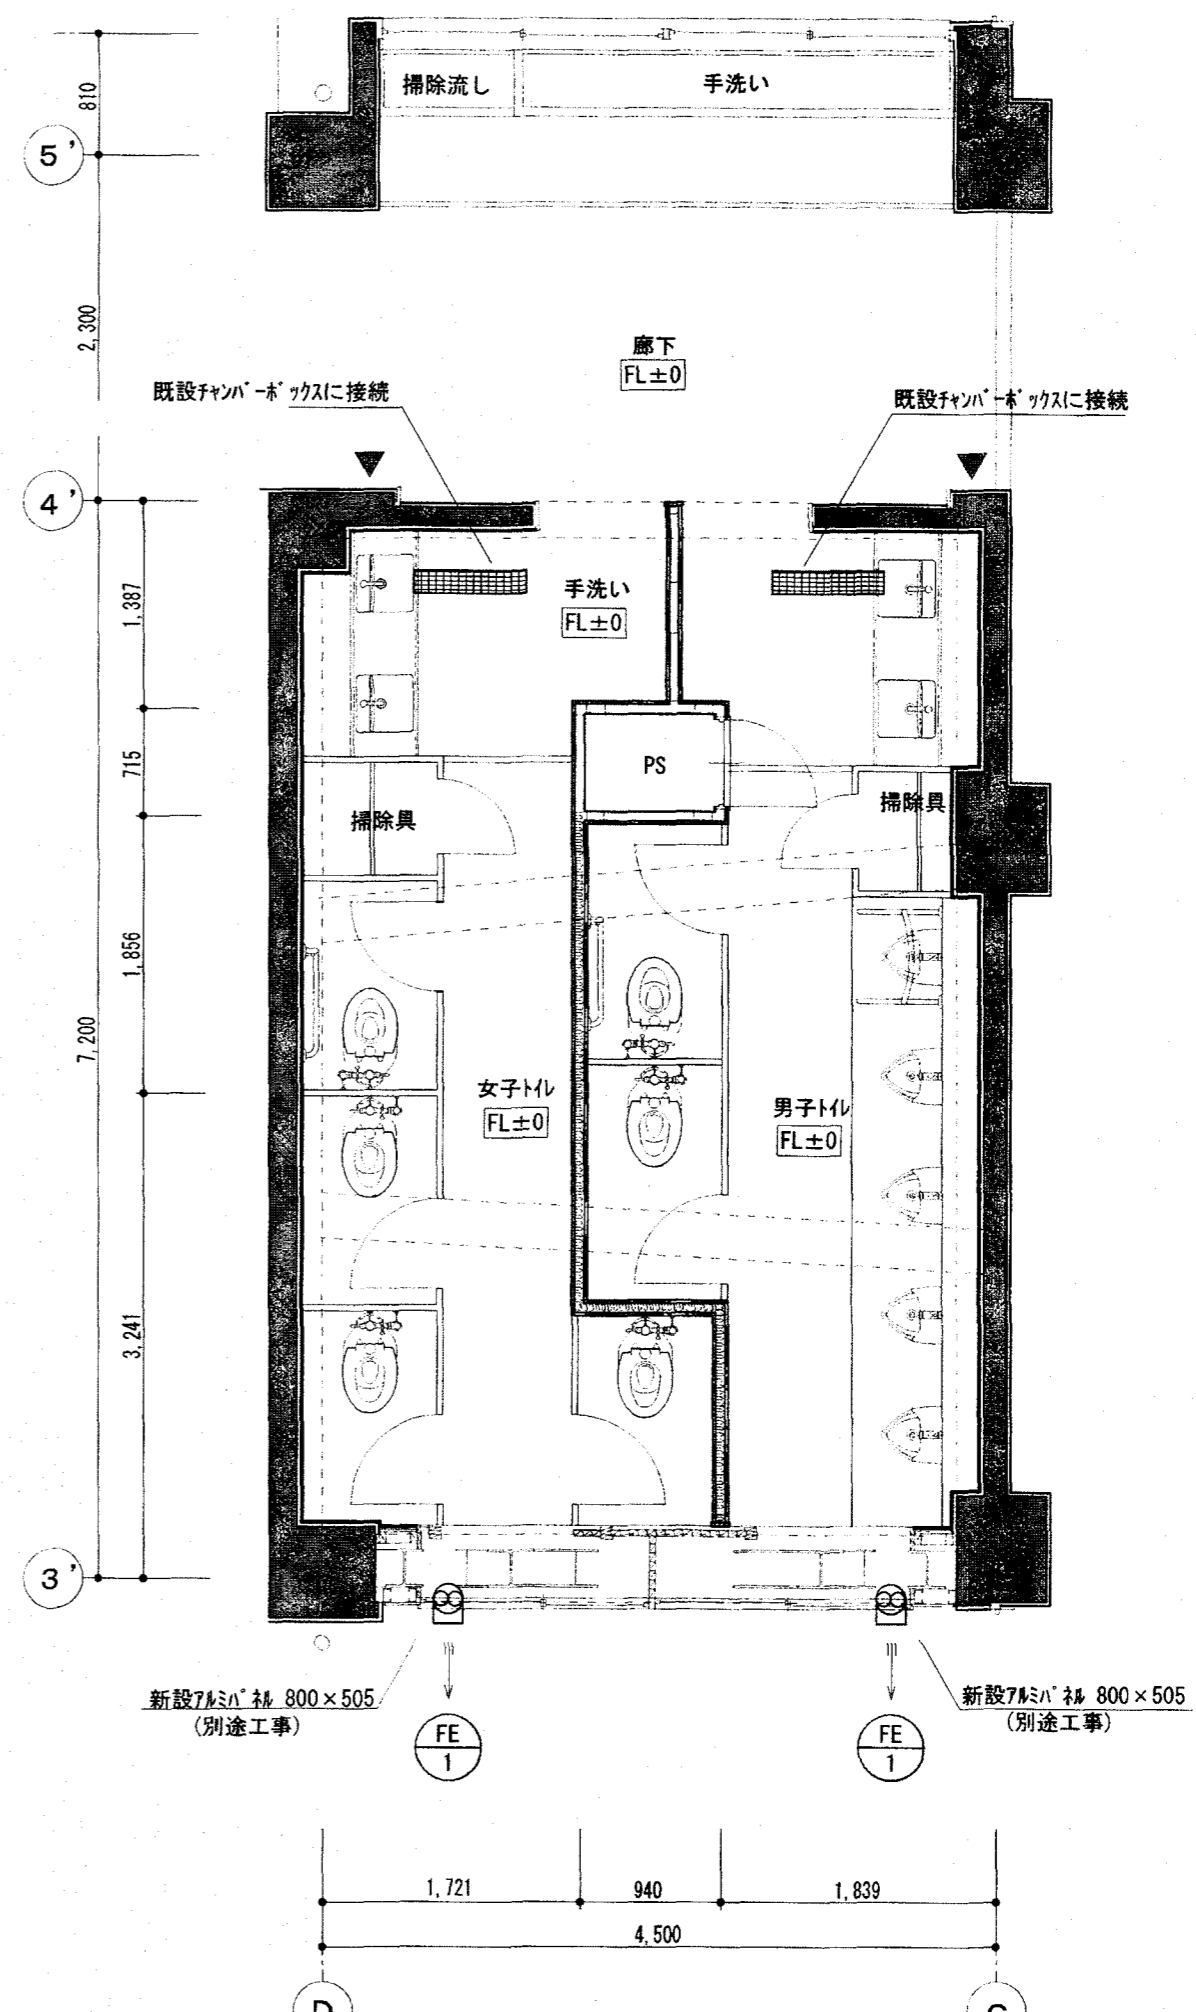 掃除流し
手洗い
810
5'
2,300
廊下
FL±0
既設ﾁｬﾝﾊﾞｰﾎﾞｯｸｽに接続
既設ﾁｬﾝﾊﾞｰﾎﾞｯｸｽに接続
4'
手洗い
FL±0
1,387
715
PS
掃除具
掃除具
1,856
7,200
女子ﾄｲﾚ
FL±0
男子ﾄｲﾚ
FL±0
3,241
3'
新設ｱﾙﾐﾊﾟﾈﾙ 800×505
(別途工事)
新設ｱﾙﾐﾊﾟﾈﾙ 800×505
(別途工事)
FE
1
FE
1
1,721
940
1,839
4,500